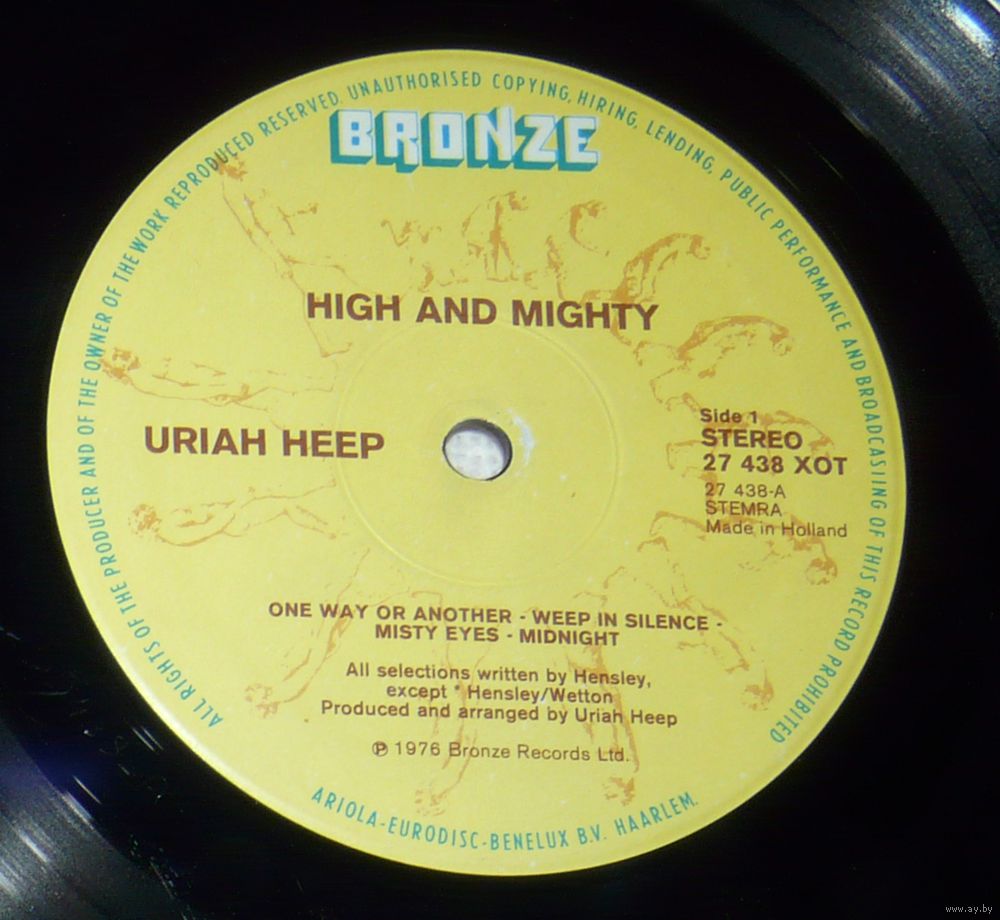 ALL RIGHTS OF THE PRODUCER AND OF THE OWNER OF THE WORK REPRODUCED RESERVED. UNAUTHORISED COPYING, HIRING, LENDING, PUBLIC PERFORMANCE AND BROADCASTING OF THIS RECORD PROHIBITED
BRONZE
HIGH AND MIGHTY
URIAH HEEP
Side 1
STEREO
27 438 XOT
27 438-A
STEMRA
Made in Holland
ONE WAY OR ANOTHER - WEEP IN SILENCE -
MISTY EYES - MIDNIGHT
All selections written by Hensley,
except * Hensley/Wetton
Produced and arranged by Uriah Heep
℗ 1976 Bronze Records Ltd.
ARIOLA-EURODISC-BENELUX B.V. HAARLEM.
www.ay.by